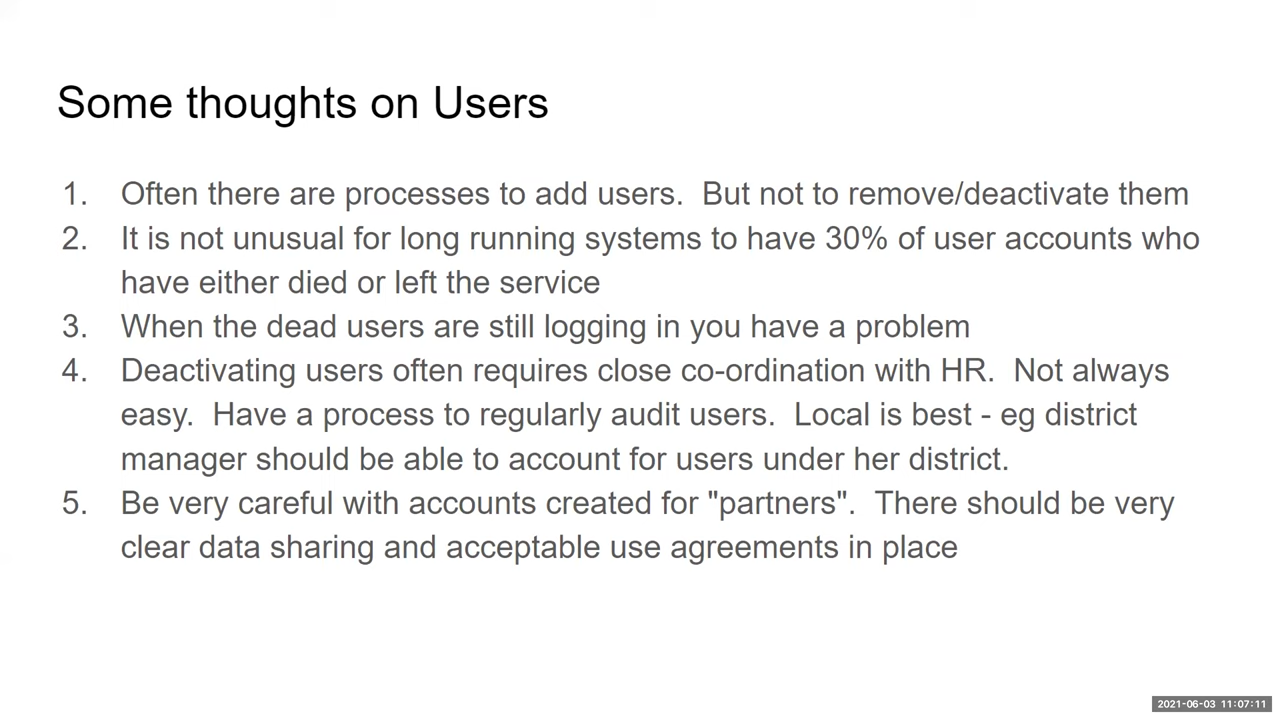 Some thoughts on Users
1. Often there are processes to add users.  But not to remove/deactivate them
2. It is not unusual for long running systems to have 30% of user accounts who
have either died or left the service
3. When the dead users are still logging in you have a problem
4. Deactivating users often requires close co-ordination with HR.  Not always
easy.  Have a process to regularly audit users.  Local is best - eg district
manager should be able to account for users under her district.
5. Be very careful with accounts created for "partners".  There should be very
clear data sharing and acceptable use agreements in place
2021-06-03 11:07:11